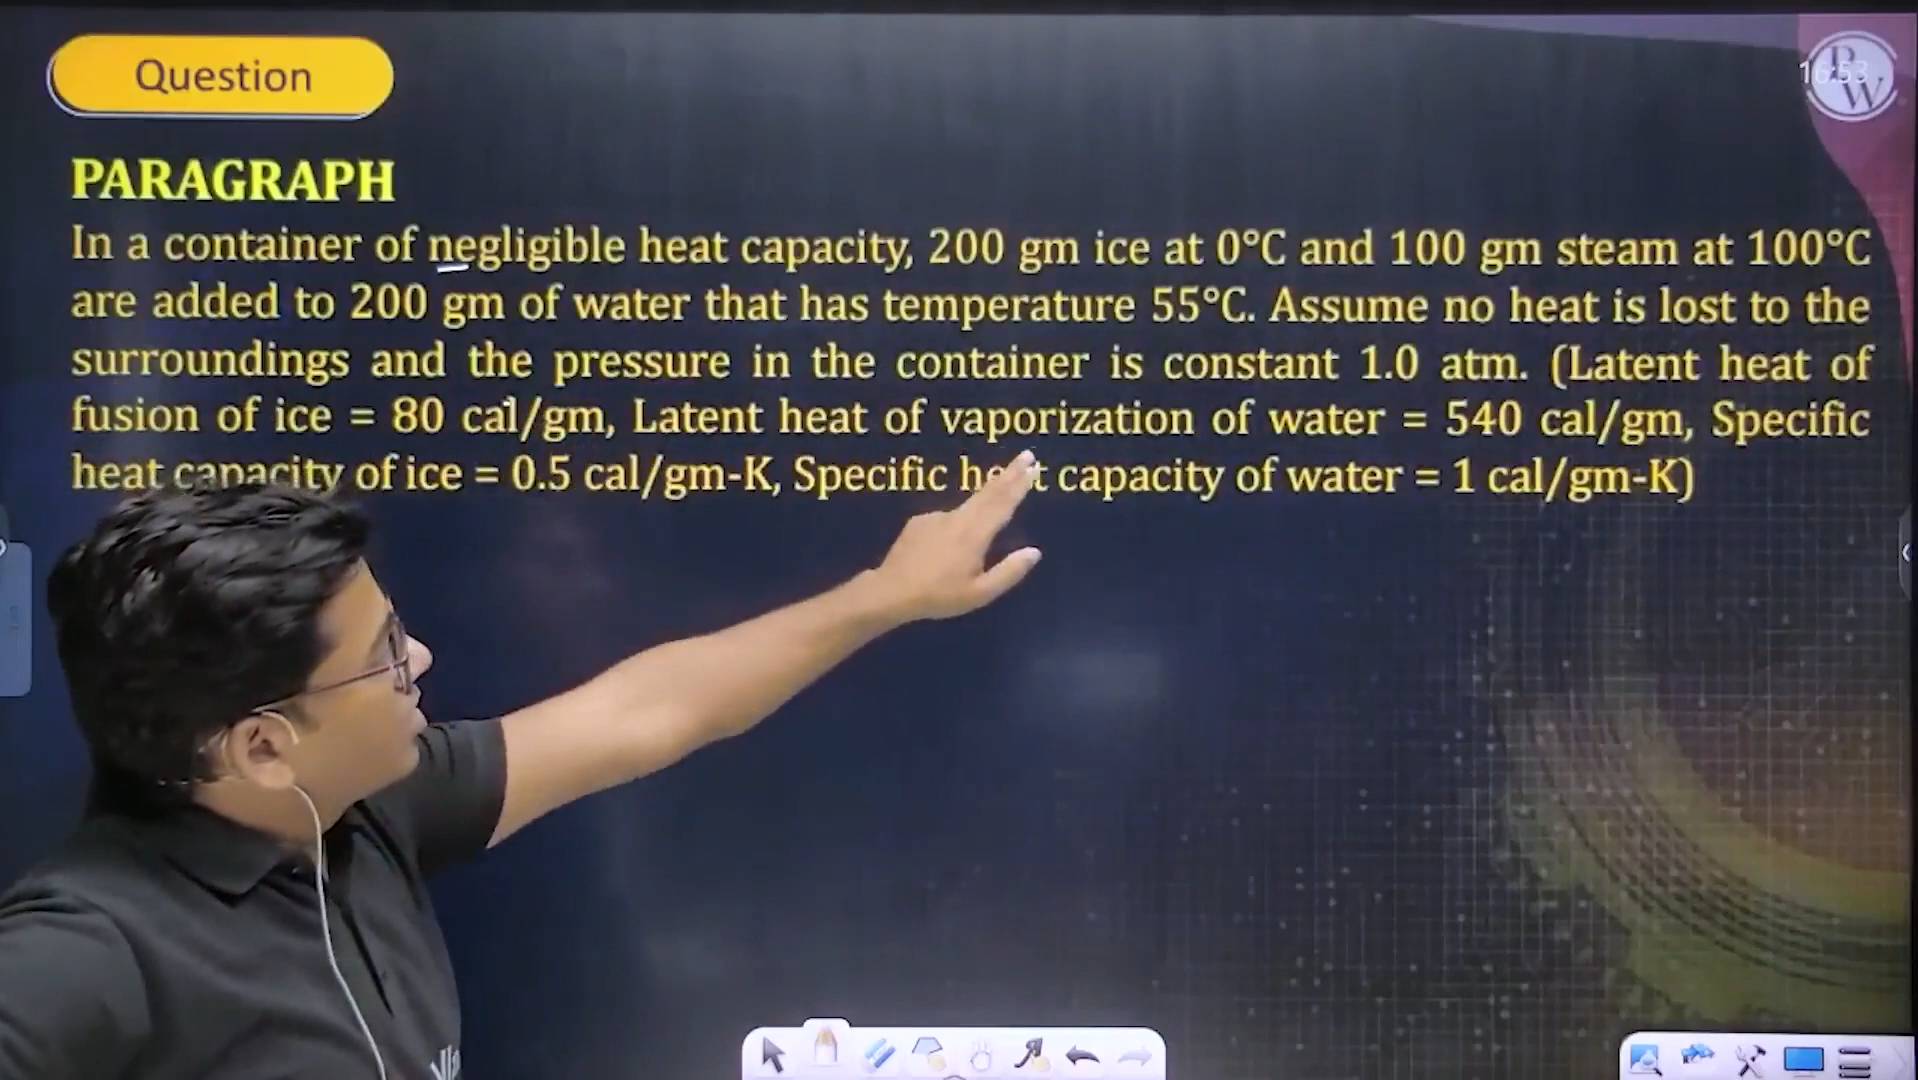 Question
16:53
PW
PARAGRAPH
In a container of negligible heat capacity, 200 gm ice at 0°C and 100 gm steam at 100°C
are added to 200 gm of water that has temperature 55°C. Assume no heat is lost to the
surroundings and the pressure in the container is constant 1.0 atm. (Latent heat of
fusion of ice = 80 cal/gm, Latent heat of vaporization of water = 540 cal/gm, Specific
heat capacity of ice = 0.5 cal/gm-K, Specific heat capacity of water = 1 cal/gm-K)